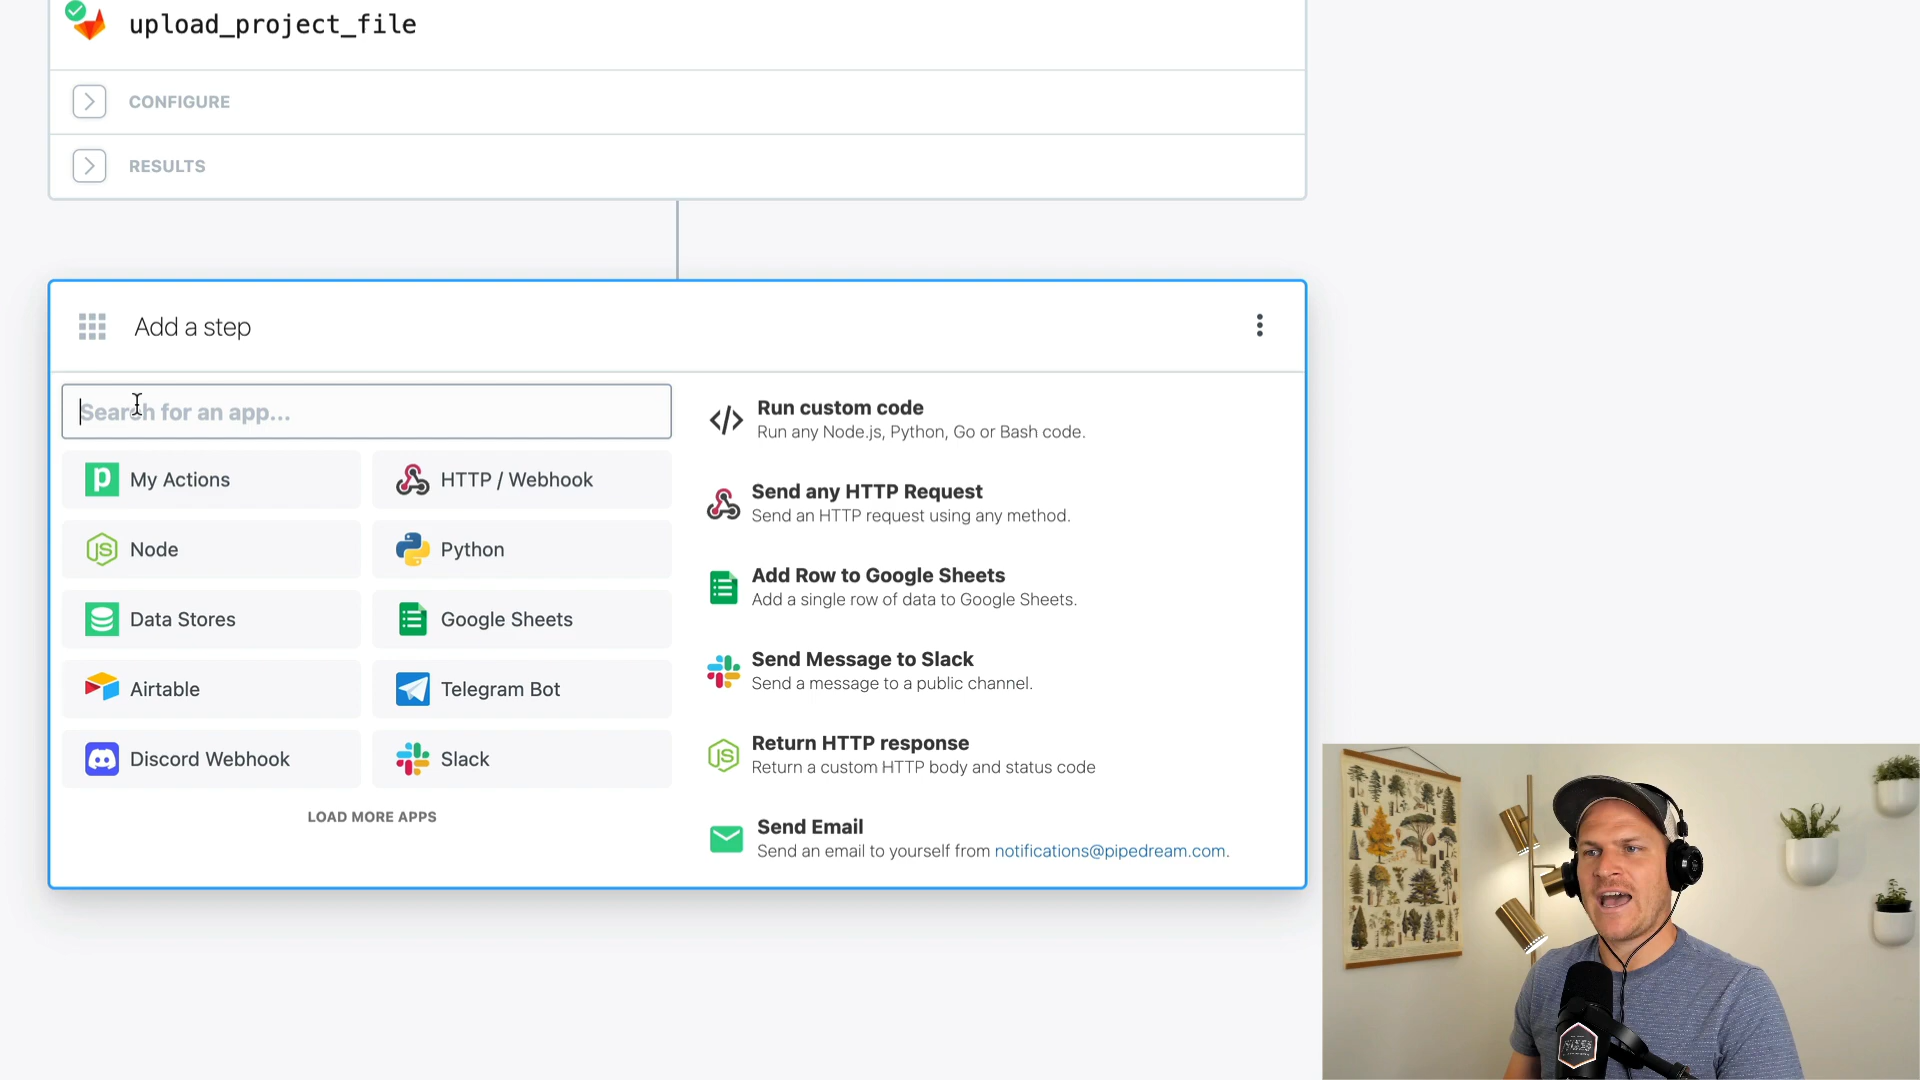 upload_project_file
CONFIGURE
RESULTS
Add a step
Search for an app...
My Actions
HTTP / Webhook
Node
Python
Data Stores
Google Sheets
Airtable
Telegram Bot
Discord Webhook
Slack
LOAD MORE APPS
Run custom code
Run any Node.js, Python, Go or Bash code.
Send any HTTP Request
Send an HTTP request using any method.
Add Row to Google Sheets
Add a single row of data to Google Sheets.
Send Message to Slack
Send a message to a public channel.
Return HTTP response
Return a custom HTTP body and status code
Send Email
Send an email to yourself from notifications@pipedream.com.